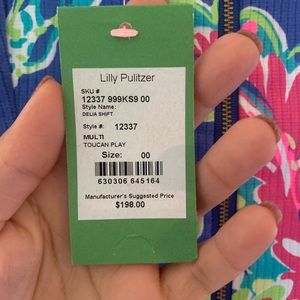 Lilly Pulitzer
SKU #
12337 999KS9 00
Style Name:
DELIA SHIFT
Style #: 12337
MULTI
TOUCAN PLAY
Size: 00
630306 645164
Manufacturer's Suggested Price
$198.00